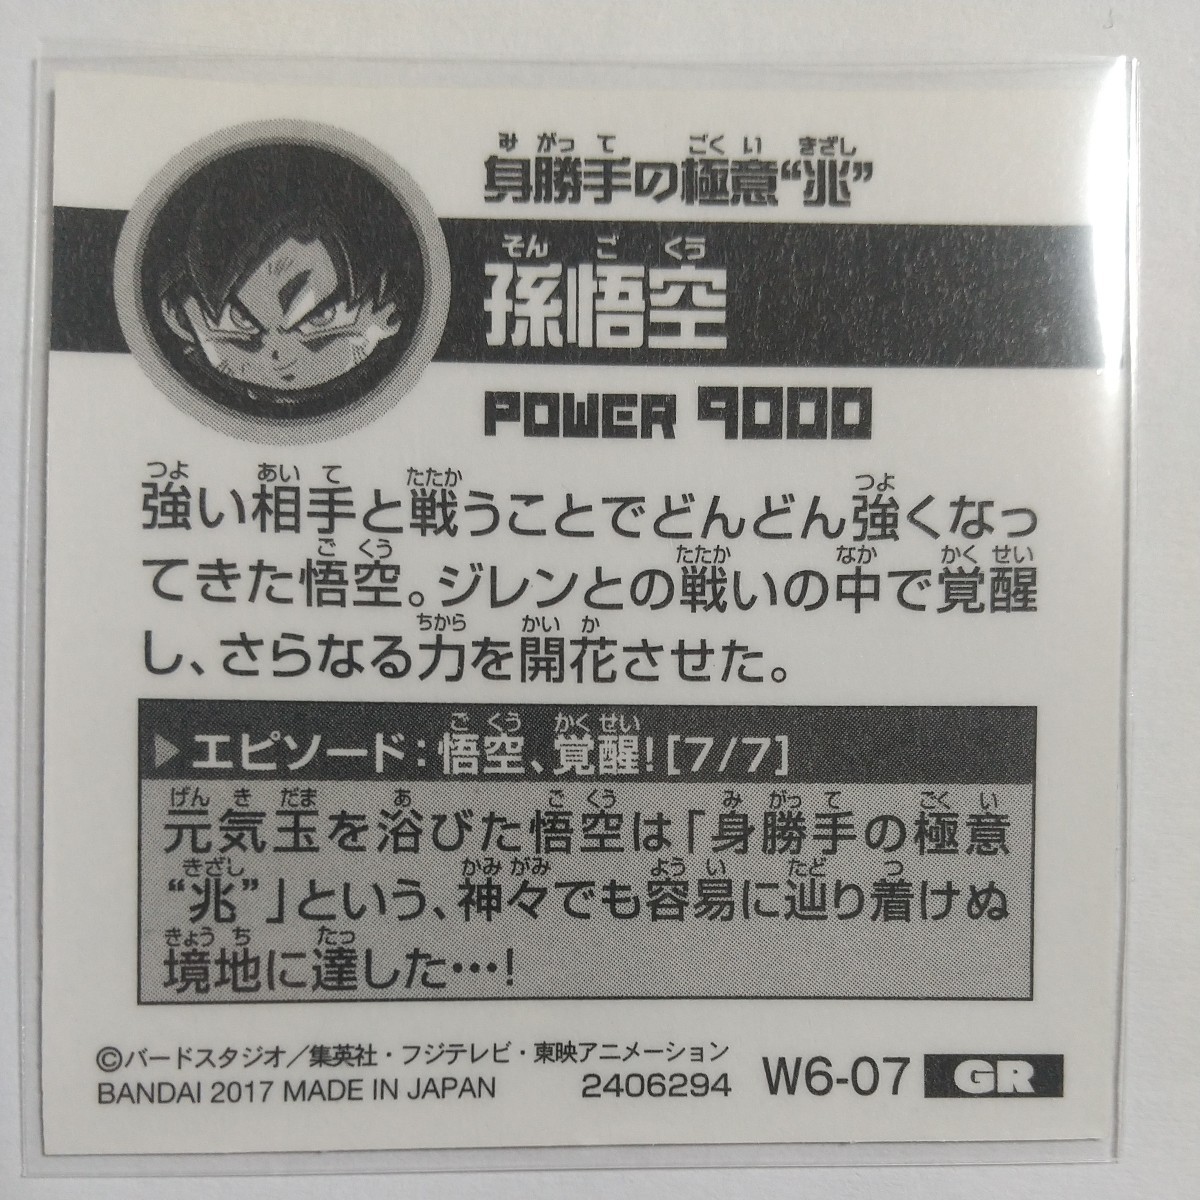 身勝手の極意“兆”
みがって ごくい きざし
孫悟空
そんごくう
POWER 9000
つよ あいて たたか つよ
強い相手と戦うことでどんどん強くなっ
ごくう たたか なか かくせい
てきた悟空。ジレンとの戦いの中で覚醒
ちから かいか
し、さらなる力を開花させた。
ごくう かくせい
▶エピソード:悟空、覚醒![7/7]
げんきだま あ ごくう みがって ごくい
元気玉を浴びた悟空は「身勝手の極意
きざし かみがみ ようい たど つ
“兆”」という、神々でも容易に辿り着けぬ
きょうち たっ
境地に達した…!
©バードスタジオ/集英社・フジテレビ・東映アニメーション
BANDAI 2017 MADE IN JAPAN 2406294 W6-07 GR